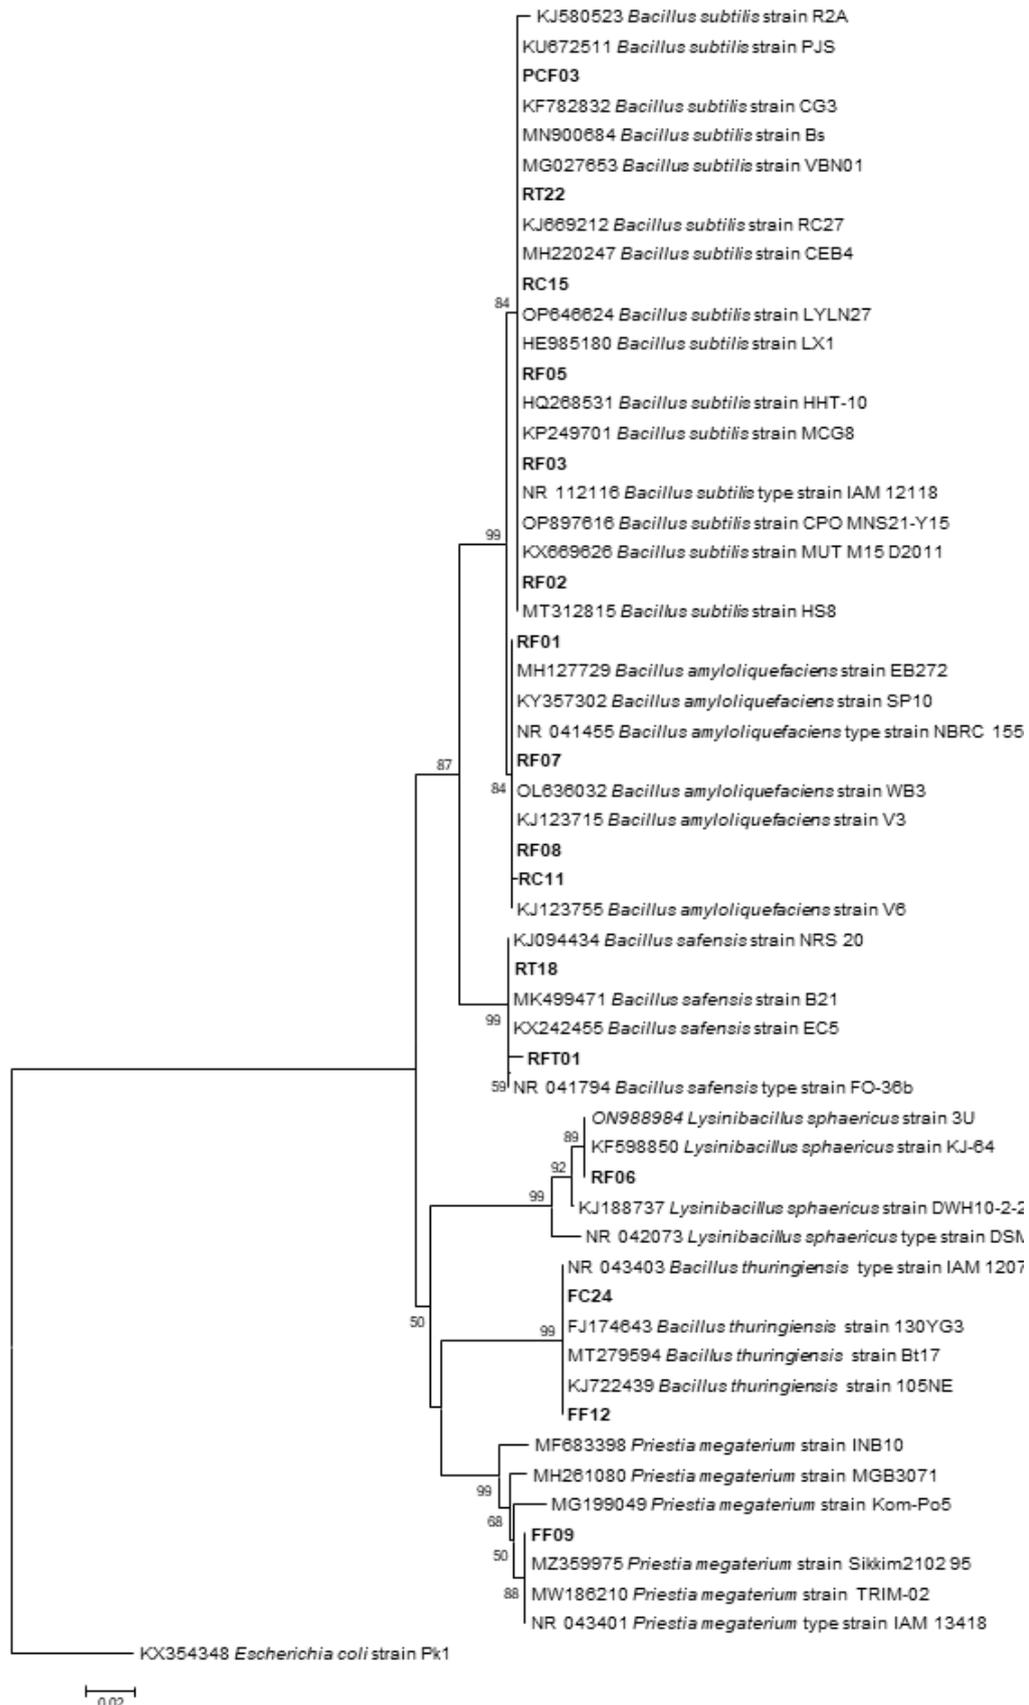 KJ580523 Bacillus subtilis strain R2A
KU672511 Bacillus subtilis strain PJS
PCF03
KF782832 Bacillus subtilis strain CG3
MN900684 Bacillus subtilis strain Bs
MG027653 Bacillus subtilis strain VBN01
RT22
KJ669212 Bacillus subtilis strain RC27
MH220247 Bacillus subtilis strain CEB4
RC15
84
OP646624 Bacillus subtilis strain LYLN27
HE985180 Bacillus subtilis strain LX1
RF05
HQ268531 Bacillus subtilis strain HHT-10
KP249701 Bacillus subtilis strain MCG8
RF03
NR 112116 Bacillus subtilis type strain IAM 12118
OP897616 Bacillus subtilis strain CPO MNS21-Y15
99
KX669626 Bacillus subtilis strain MUT M15 D2011
RF02
MT312815 Bacillus subtilis strain HS8
RF01
MH127729 Bacillus amyloliquefaciens strain EB272
KY357302 Bacillus amyloliquefaciens strain SP10
NR 041455 Bacillus amyloliquefaciens type strain NBRC 155
RF07
87
84
OL636032 Bacillus amyloliquefaciens strain WB3
KJ123715 Bacillus amyloliquefaciens strain V3
RF08
RC11
KJ123755 Bacillus amyloliquefaciens strain V6
KJ094434 Bacillus safensis strain NRS 20
RT18
MK499471 Bacillus safensis strain B21
99
KX242455 Bacillus safensis strain EC5
RFT01
59
NR 041794 Bacillus safensis type strain FO-36b
ON988984 Lysinibacillus sphaericus strain 3U
89
KF598850 Lysinibacillus sphaericus strain KJ-64
92
RF06
99
KJ188737 Lysinibacillus sphaericus strain DWH10-2-2
NR 042073 Lysinibacillus sphaericus type strain DSM
NR 043403 Bacillus thuringiensis type strain IAM 1207
FC24
50
99
FJ174643 Bacillus thuringiensis strain 130YG3
MT279594 Bacillus thuringiensis strain Bt17
KJ722439 Bacillus thuringiensis strain 105NE
FF12
MF683398 Priestia megaterium strain INB10
MH261080 Priestia megaterium strain MGB3071
99
MG199049 Priestia megaterium strain Kom-Po5
68
FF09
50
MZ359975 Priestia megaterium strain Sikkim2102 95
88
MW186210 Priestia megaterium strain TRIM-02
NR 043401 Priestia megaterium type strain IAM 13418
KX354348 Escherichia coli strain Pk1
0.02